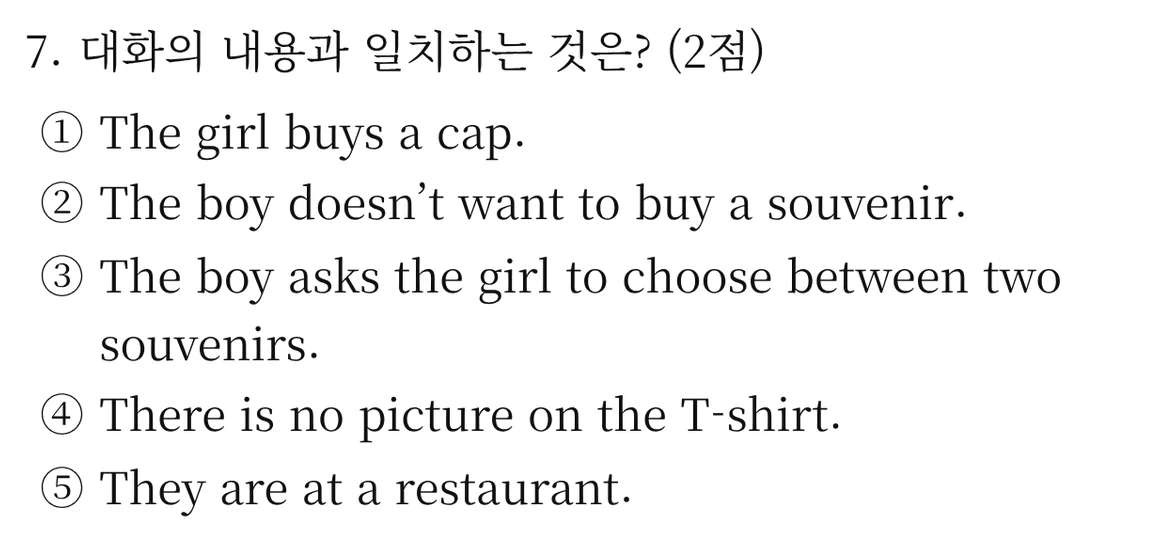 7. 대화의 내용과 일치하는 것은? (2점)
① The girl buys a cap.
② The boy doesn’t want to buy a souvenir.
③ The boy asks the girl to choose between two
souvenirs.
④ There is no picture on the T-shirt.
⑤ They are at a restaurant.